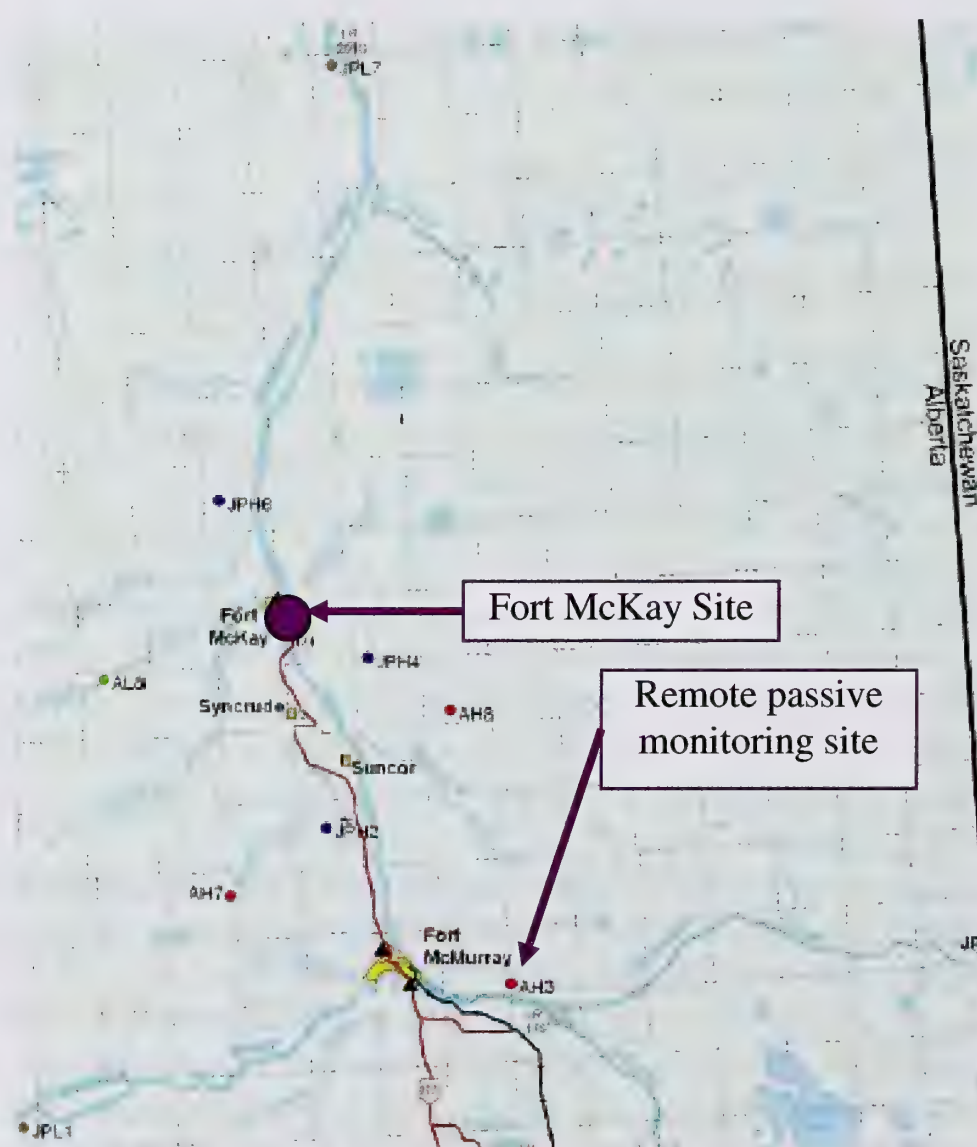 JPL7
Saskatchewan
Alberta
JPH6
Fort McKay Site
Fort
McKay
JPH4
Remote passive
monitoring site
Syncrude
AH8
Suncor
JPH2
AH7
Fort
McMurray
AH3
JPL1